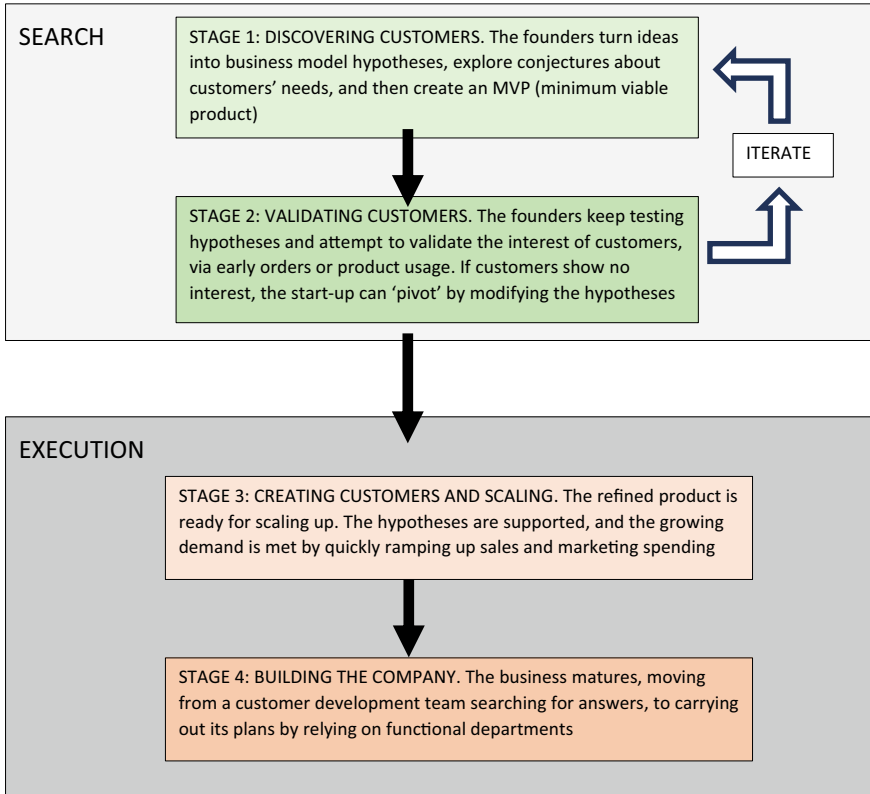 SEARCH
STAGE 1: DISCOVERING CUSTOMERS. The founders turn ideas
into business model hypotheses, explore conjectures about
customers’ needs, and then create an MVP (minimum viable
product)
ITERATE
STAGE 2: VALIDATING CUSTOMERS. The founders keep testing
hypotheses and attempt to validate the interest of customers,
via early orders or product usage. If customers show no
interest, the start-up can ‘pivot’ by modifying the hypotheses
EXECUTION
STAGE 3: CREATING CUSTOMERS AND SCALING. The refined product is
ready for scaling up. The hypotheses are supported, and the growing
demand is met by quickly ramping up sales and marketing spending
STAGE 4: BUILDING THE COMPANY. The business matures, moving
from a customer development team searching for answers, to carrying
out its plans by relying on functional departments